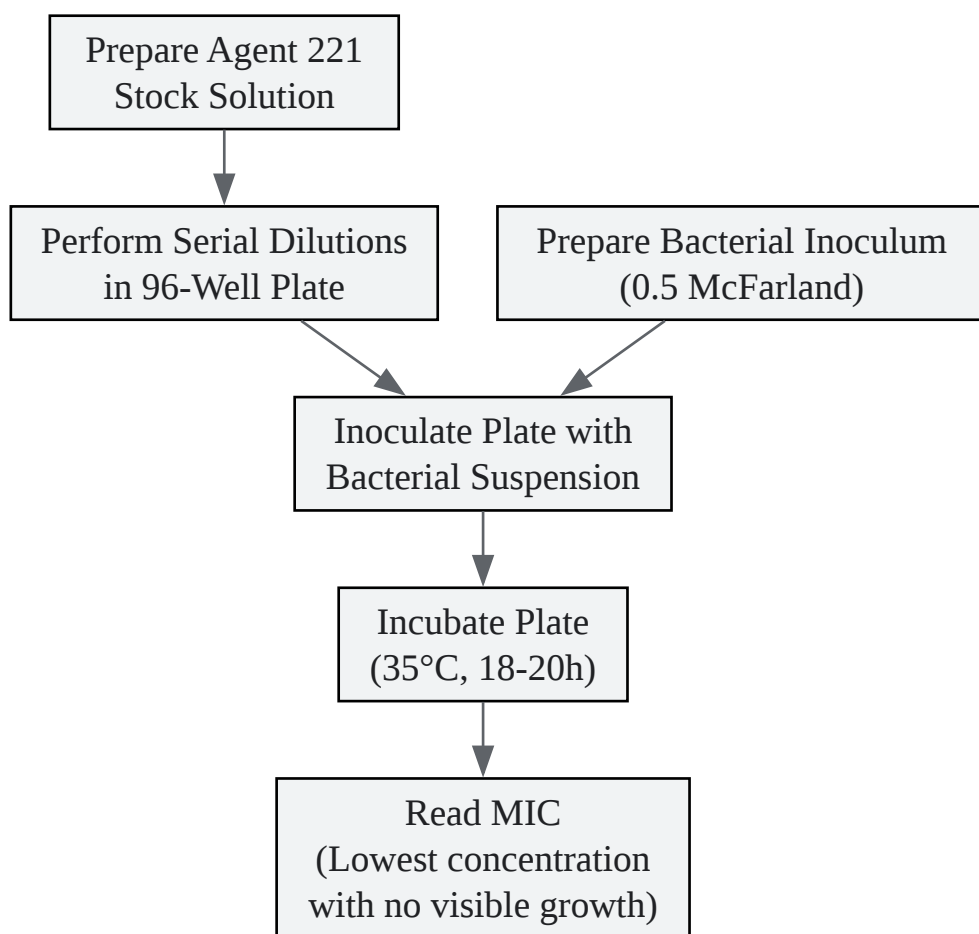 Prepare Agent 221
Stock Solution
Perform Serial Dilutions
in 96-Well Plate
Prepare Bacterial Inoculum
(0.5 McFarland)
Inoculate Plate with
Bacterial Suspension
Incubate Plate
(35°C, 18-20h)
Read MIC
(Lowest concentration
with no visible growth)